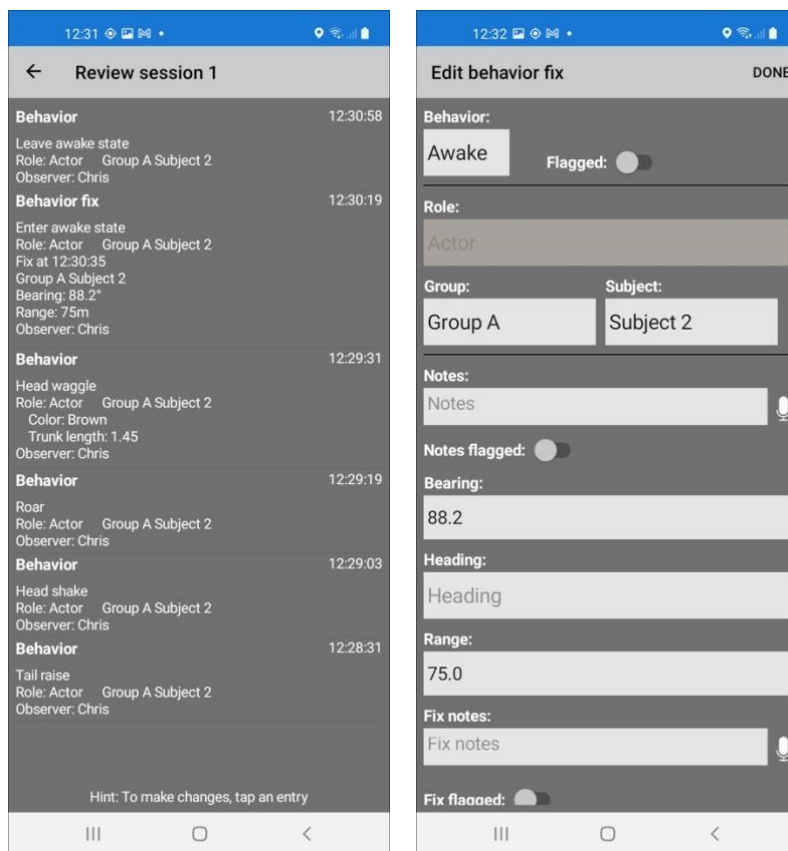 12:31
Review session 1
Behavior 12:30:58
Leave awake state
Role: Actor Group A Subject 2
Observer: Chris
Behavior fix 12:30:19
Enter awake state
Role: Actor Group A Subject 2
Fix at 12:30:35
Group A Subject 2
Bearing: 88.2°
Range: 75m
Observer: Chris
Behavior 12:29:31
Head waggle
Role: Actor Group A Subject 2
Color: Brown
Trunk length: 1.45
Observer: Chris
Behavior 12:29:19
Roar
Role: Actor Group A Subject 2
Observer: Chris
Behavior 12:29:03
Head shake
Role: Actor Group A Subject 2
Observer: Chris
Behavior 12:28:31
Tail raise
Role: Actor Group A Subject 2
Observer: Chris
Hint: To make changes, tap an entry
12:32
Edit behavior fix DONE
Behavior:
Awake Flagged:
Role:
Actor
Group: Subject:
Group A Subject 2
Notes:
Notes
Notes flagged:
Bearing:
88.2
Heading:
Heading
Range:
75.0
Fix notes:
Fix notes
Fix flagged: